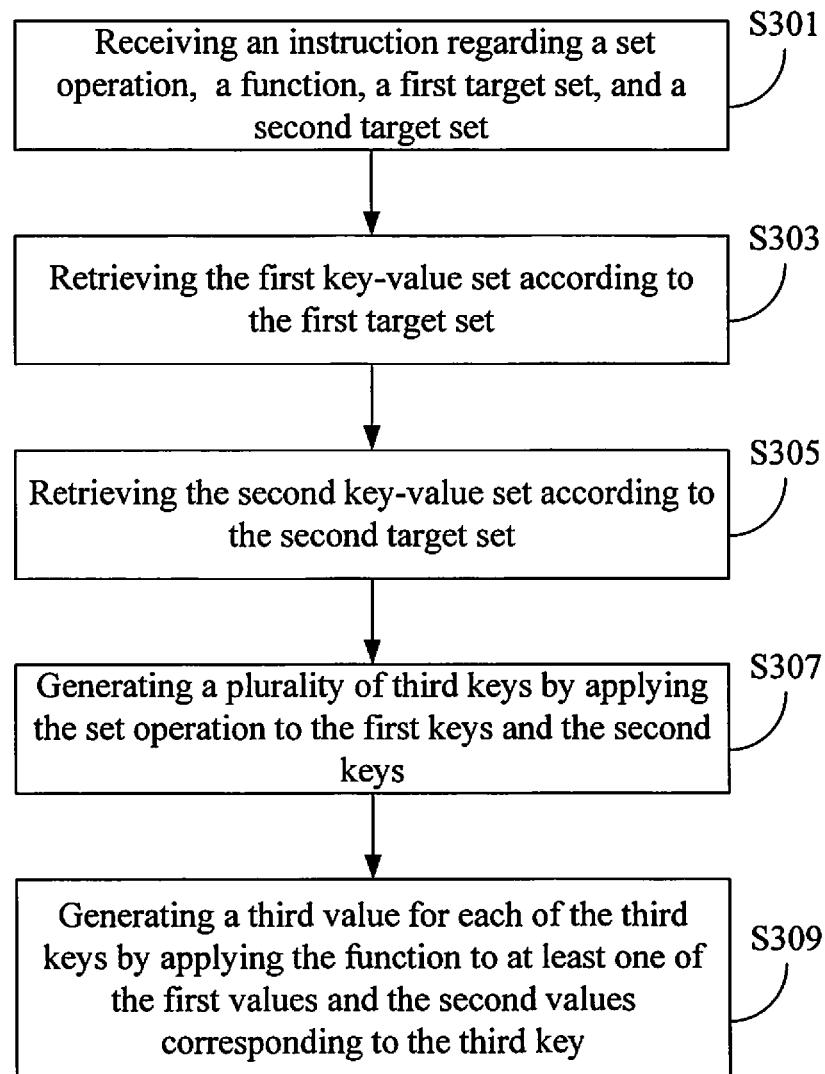 S301
Receiving an instruction regarding a set
operation, a function, a first target set, and a
second target set
S303
Retrieving the first key-value set according to
the first target set
S305
Retrieving the second key-value set according to
the second target set
S307
Generating a plurality of third keys by applying
the set operation to the first keys and the second
keys
S309
Generating a third value for each of the third
keys by applying the function to at least one of
the first values and the second values
corresponding to the third key